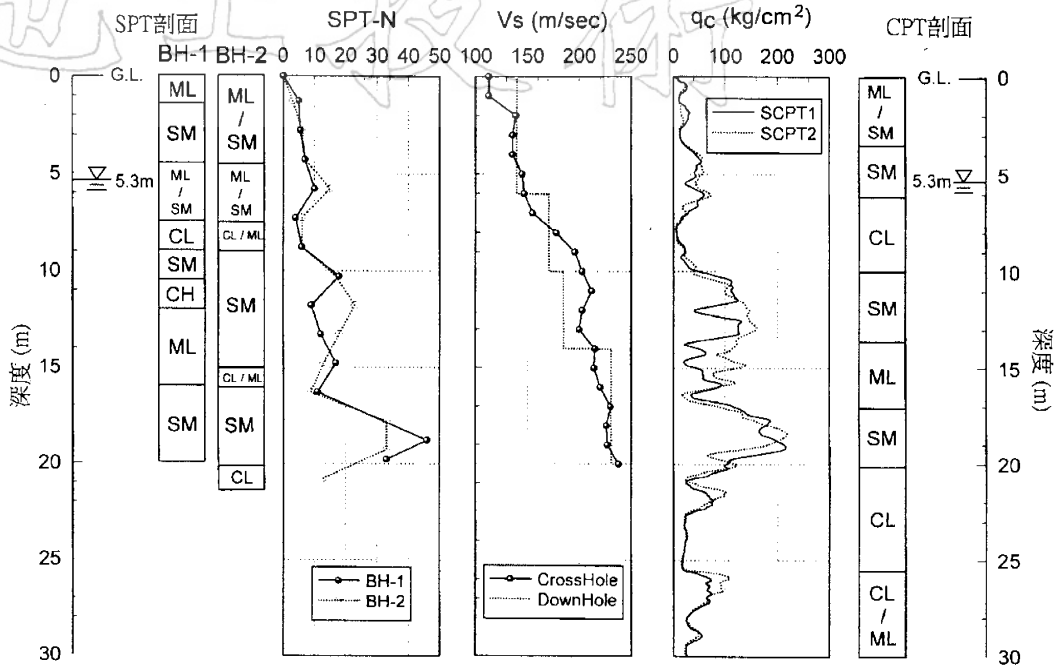 SPT剖面
SPT-N
Vs (m/sec)
qc (kg/cm2)
CPT剖面
BH-1 BH-2
0 10 20 30 40 50
100 150 200 250
0 100 200 300
0
5
10
15
20
25
30
深度 (m)
G.L.
5.3m
ML
SM
ML / SM
CL
SM
CH
ML
SM
ML / SM
ML / SM
CL / ML
SM
CL / ML
SM
CL
BH-1
BH-2
CrossHole
DownHole
SCPT1
SCPT2
ML / SM
SM
CL
SM
ML
SM
CL
CL / ML
G.L.
5.3m
0
5
10
15
20
25
30
深度 (m)